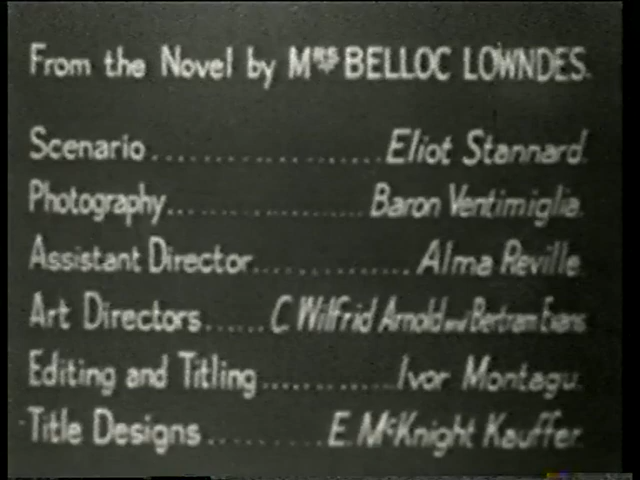 From the Novel by MRS BELLOC LOWNDES.
Scenario...................Eliot Stannard.
Photography.................Baron Ventimiglia.
Assistant Director.............Alma Reville.
Art Directors......C. Wilfrid Arnold and Bertram Evans.
Editing and Titling............Ivor Montagu.
Title Designs..........E. McKnight Kauffer.